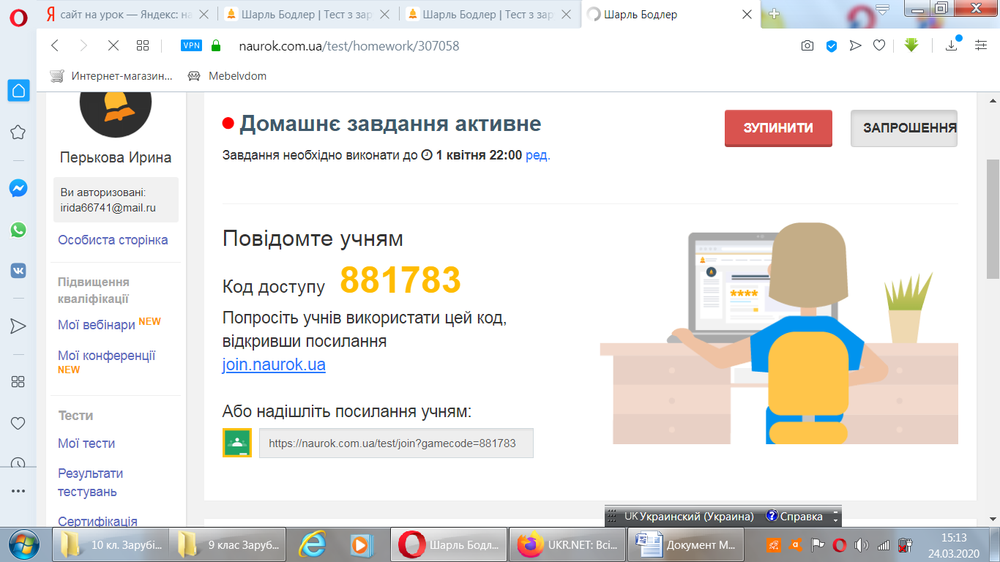 сайт на урок — Яндекс: на
Шарль Бодлер | Тест з зар
Шарль Бодлер | Тест з зар
Шарль Бодлер
VPN
naurok.com.ua/test/homework/307058
Интернет-магазин...
Mebelvdom
Перькова Ирина
Ви авторизовані:
irida66741@mail.ru
Особиста сторінка
Підвищення
кваліфікації
Мої вебінари NEW
Мої конференції
NEW
Тести
Мої тести
Результати
тестувань
Сертифікація
Домашнє завдання активне
ЗУПИНИТИ
ЗАПРОШЕННЯ
Завдання необхідно виконати до 1 квітня 22:00 ред.
Повідомте учням
Код доступу 881783
Попросіть учнів використати цей код,
відкривши посилання
join.naurok.ua
Або надішліть посилання учням:
https://naurok.com.ua/test/join?gamecode=881783
UK Украинский (Украина)
Справка
10 кл. Зарубі...
9 клас Заруб...
Шарль Бодл...
UKR.NET: Всі...
Документ М...
15:13
24.03.2020